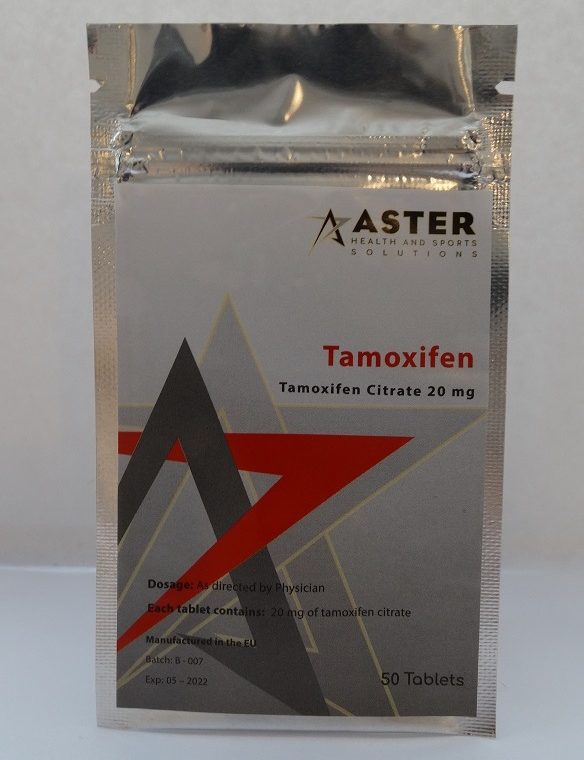 ASTER
HEALTH AND SPORTS
SOLUTIONS
Tamoxifen
Tamoxifen Citrate 20 mg
Dosage: As directed by Physician
Each tablet contains: 20 mg of tamoxifen citrate
Manufactured in the EU
Batch: B - 007
Exp: 05 – 2022
50 Tablets